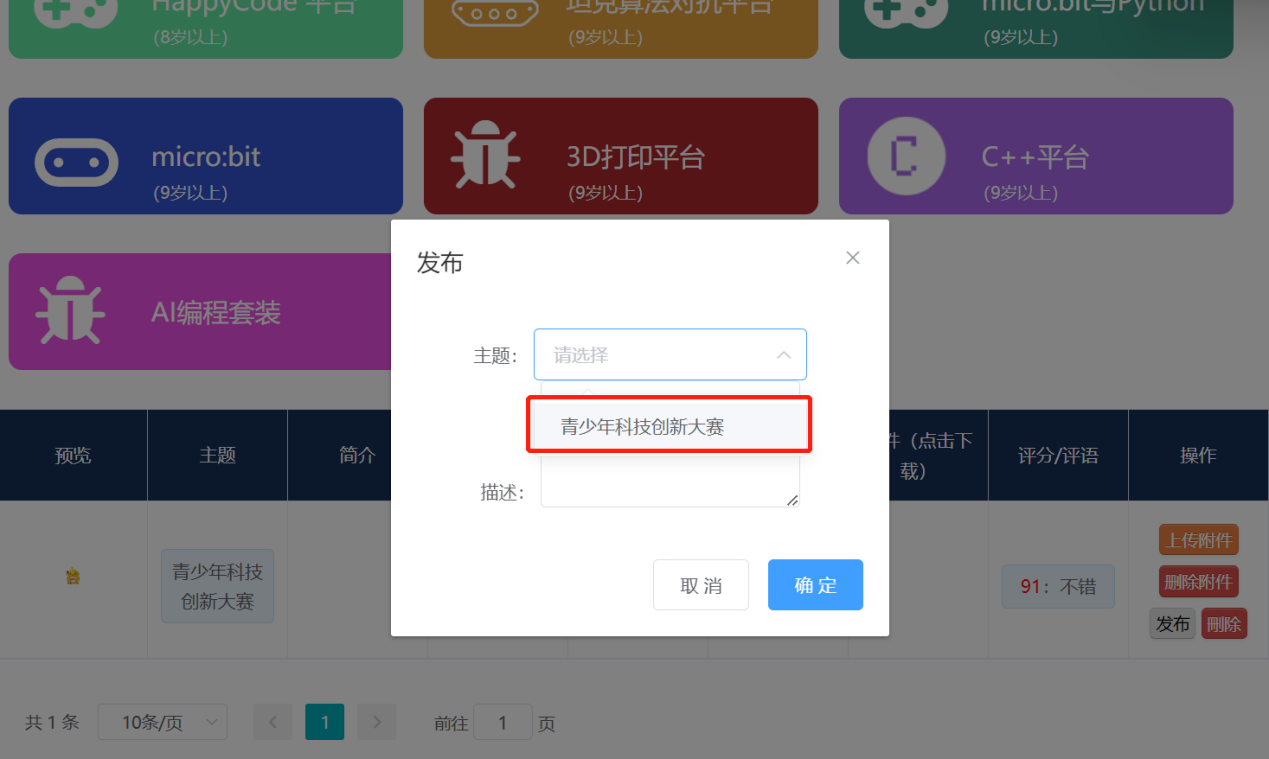 HappyCode 平台
(8岁以上)
坦克算法对抗平台
(9岁以上)
micro:bit与Python
(9岁以上)
micro:bit
(9岁以上)
3D打印平台
(9岁以上)
C++平台
(9岁以上)
AI编程套装
发布
主题：
请选择
青少年科技创新大赛
描述：
取 消
确 定
预览
主题
简介
件（点击下
载）
评分/评语
操作
青少年科技
创新大赛
91：不错
上传附件
删除附件
发布
刪除
共 1 条
10条/页
1
前往
1
页